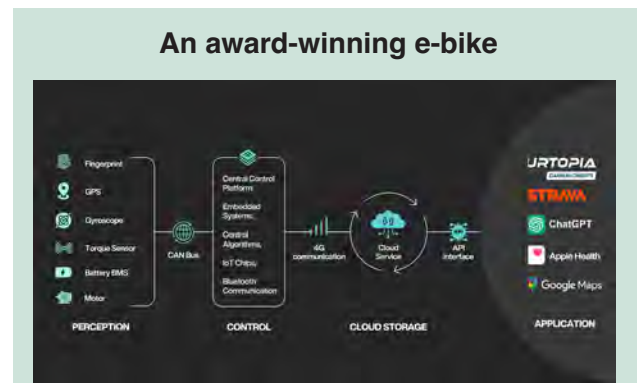 An award-winning e-bike
Fingerprint
GPS
Gyroscope
Torque Sensor
Battery BMS
Motor
PERCEPTION
CAN Bus
Central Control
Platform
Embedded
Systems,
Control
Algorithms,
IoT Chips,
Bluetooth
Communication
CONTROL
4G
communication
Cloud
Service
CLOUD STORAGE
API
interface
URTOPIA
STRAVA
ChatGPT
Apple Health
Google Maps
APPLICATION